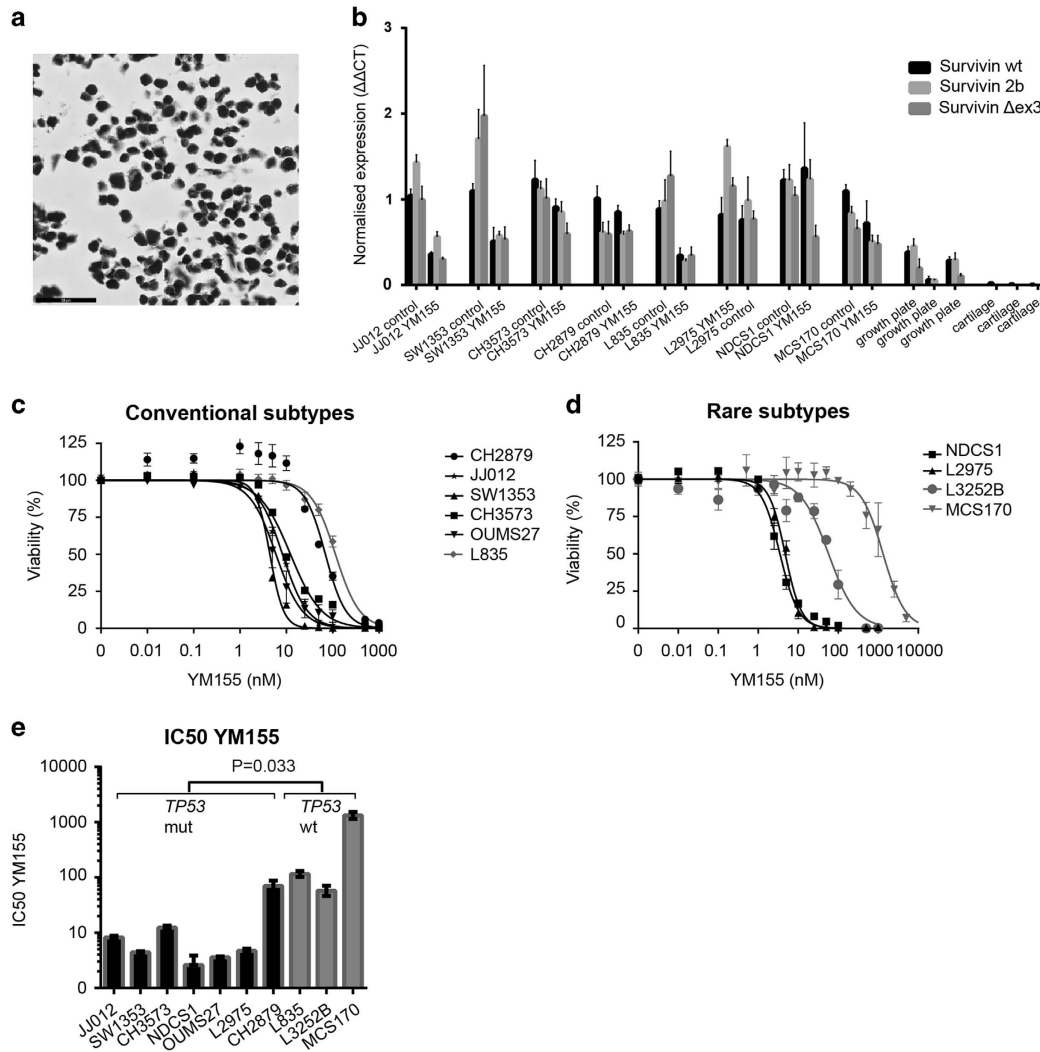 a
b
3
2
1
0
Normalised expression (ΔΔCT)
Survivin wt
Survivin 2b
Survivin Δex3
JJ012 control
JJ012 YM155
SW1353 control
SW1353 YM155
CH3573 control
CH3573 YM155
CH2879 control
CH2879 YM155
L835 control
L835 YM155
L2975 YM155
L2975 control
NDCS1 control
NDCS1 YM155
MCS170 control
MCS170 YM155
growth plate
growth plate
growth plate
cartilage
cartilage
cartilage
c
Conventional subtypes
125
100
75
50
25
0
Viability (%)
0 0.01 0.1 1 10 100 1000
YM155 (nM)
CH2879
JJ012
SW1353
CH3573
OUMS27
L835
d
Rare subtypes
125
100
75
50
25
0
Viability (%)
0 0.01 0.1 1 10 100 1000 10000
YM155 (nM)
NDCS1
L2975
L3252B
MCS170
e
IC50 YM155
P=0.033
TP53
mut
TP53
wt
10000
1000
100
10
0
IC50 YM155
JJ012
SW1353
CH3573
NDCS1
OUMS27
L2975
CH2879
L835
L3252B
MCS170